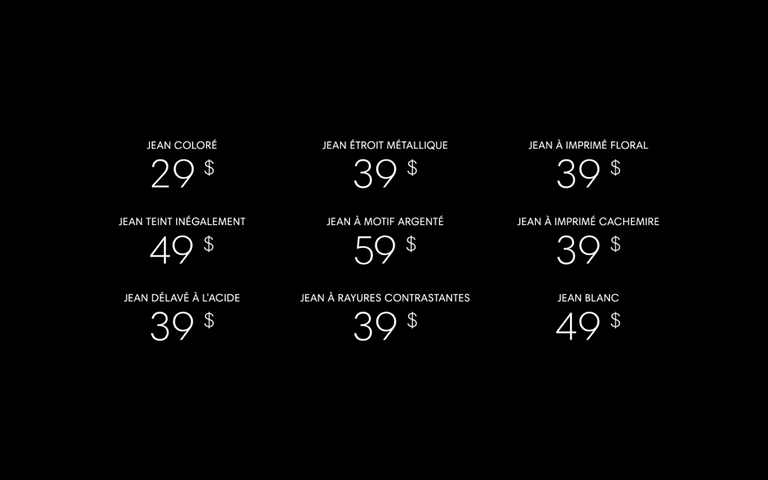 JEAN COLORÉ
29 $
JEAN ÉTROIT MÉTALLIQUE
39 $
JEAN À IMPRIMÉ FLORAL
39 $
JEAN TEINT INÉGALEMENT
49 $
JEAN À MOTIF ARGENTÉ
59 $
JEAN À IMPRIMÉ CACHEMIRE
39 $
JEAN DÉLAVÉ À L'ACIDE
39 $
JEAN À RAYURES CONTRASTANTES
39 $
JEAN BLANC
49 $